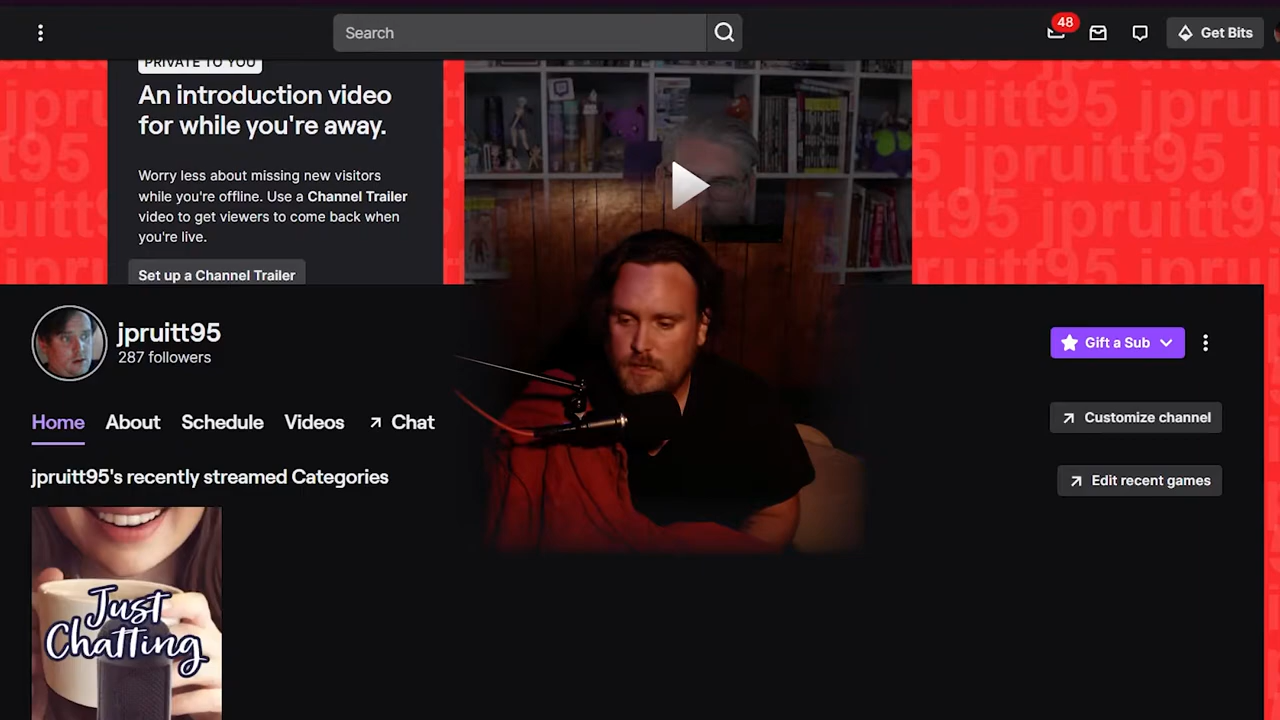 Search
48
Get Bits
PRIVATE TO YOU
An introduction video
for while you're away.
Worry less about missing new visitors
while you're offline. Use a Channel Trailer
video to get viewers to come back when
you're live.
Set up a Channel Trailer
jpruitt95
jpruitt95
jpruitt95
287 followers
Gift a Sub
Home
About
Schedule
Videos
Chat
Customize channel
jpruitt95's recently streamed Categories
Edit recent games
Just
Chatting